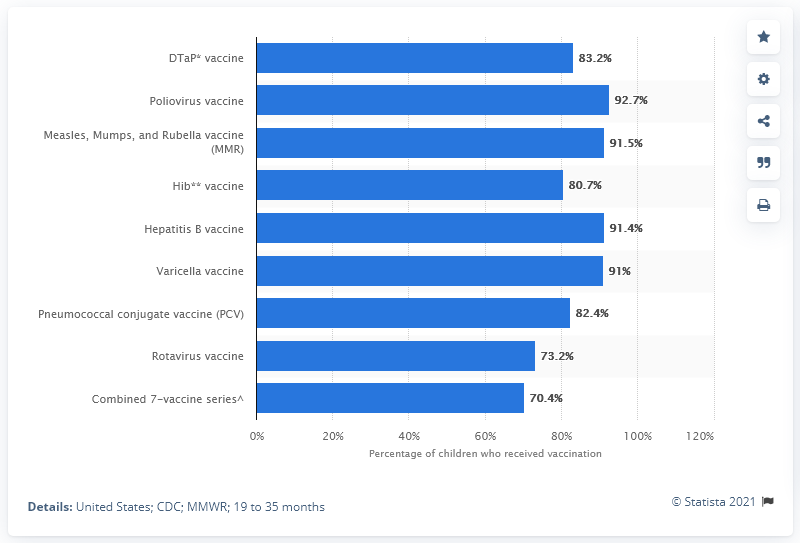 DTaP* vaccine
83.2%
Poliovirus vaccine
92.7%
Measles, Mumps, and Rubella vaccine
(MMR)
91.5%
Hib** vaccine
80.7%
Hepatitis B vaccine
91.4%
Varicella vaccine
91%
Pneumococcal conjugate vaccine (PCV)
82.4%
Rotavirus vaccine
73.2%
Combined 7-vaccine series^
70.4%
0% 20% 40% 60% 80% 100% 120%
Percentage of children who received vaccination
Details: United States; CDC; MMWR; 19 to 35 months
© Statista 2021